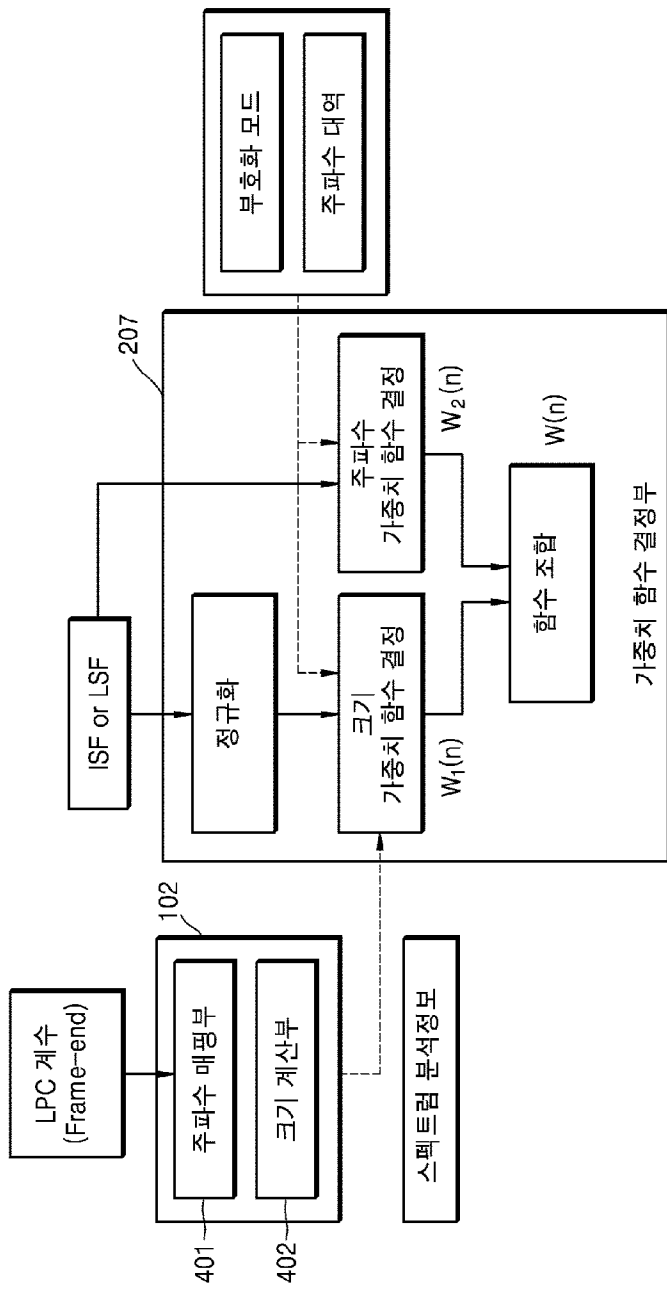 LPC 계수
(Frame-end)
102
401
주파수 매핑부
402
크기 계산부
스펙트럼 분석정보
ISF or LSF
207
정규화
크기
가중치 함수 결정
W₁(n)
주파수
가중치 함수 결정
W₂(n)
함수 조합
W(n)
가중치 함수 결정부
부호화 모드
주파수 대역